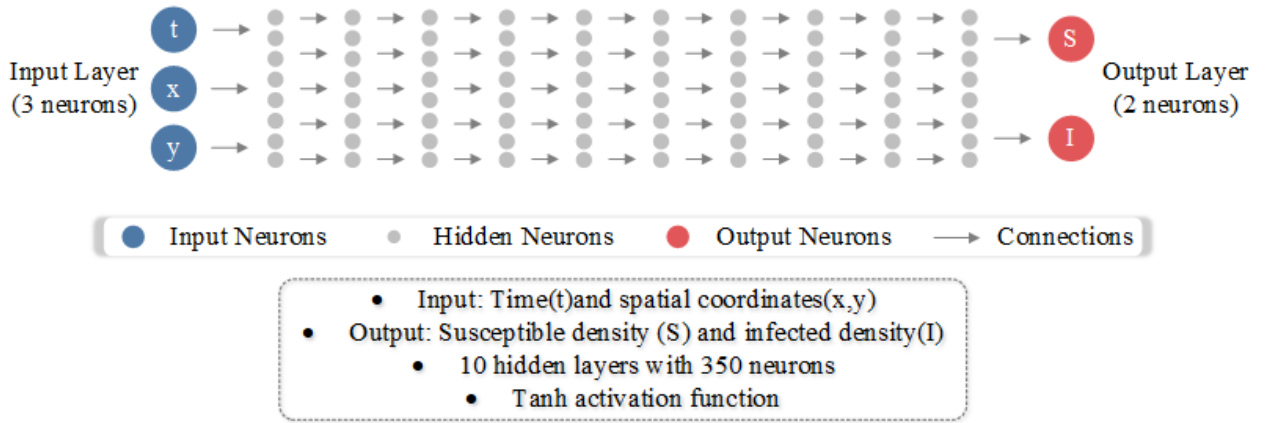 t
x
y
Input Layer
(3 neurons)
S
I
Output Layer
(2 neurons)
Input Neurons
Hidden Neurons
Output Neurons
Connections
• Input: Time(t)and spatial coordinates(x,y)
• Output: Susceptible density (S) and infected density(I)
• 10 hidden layers with 350 neurons
• Tanh activation function